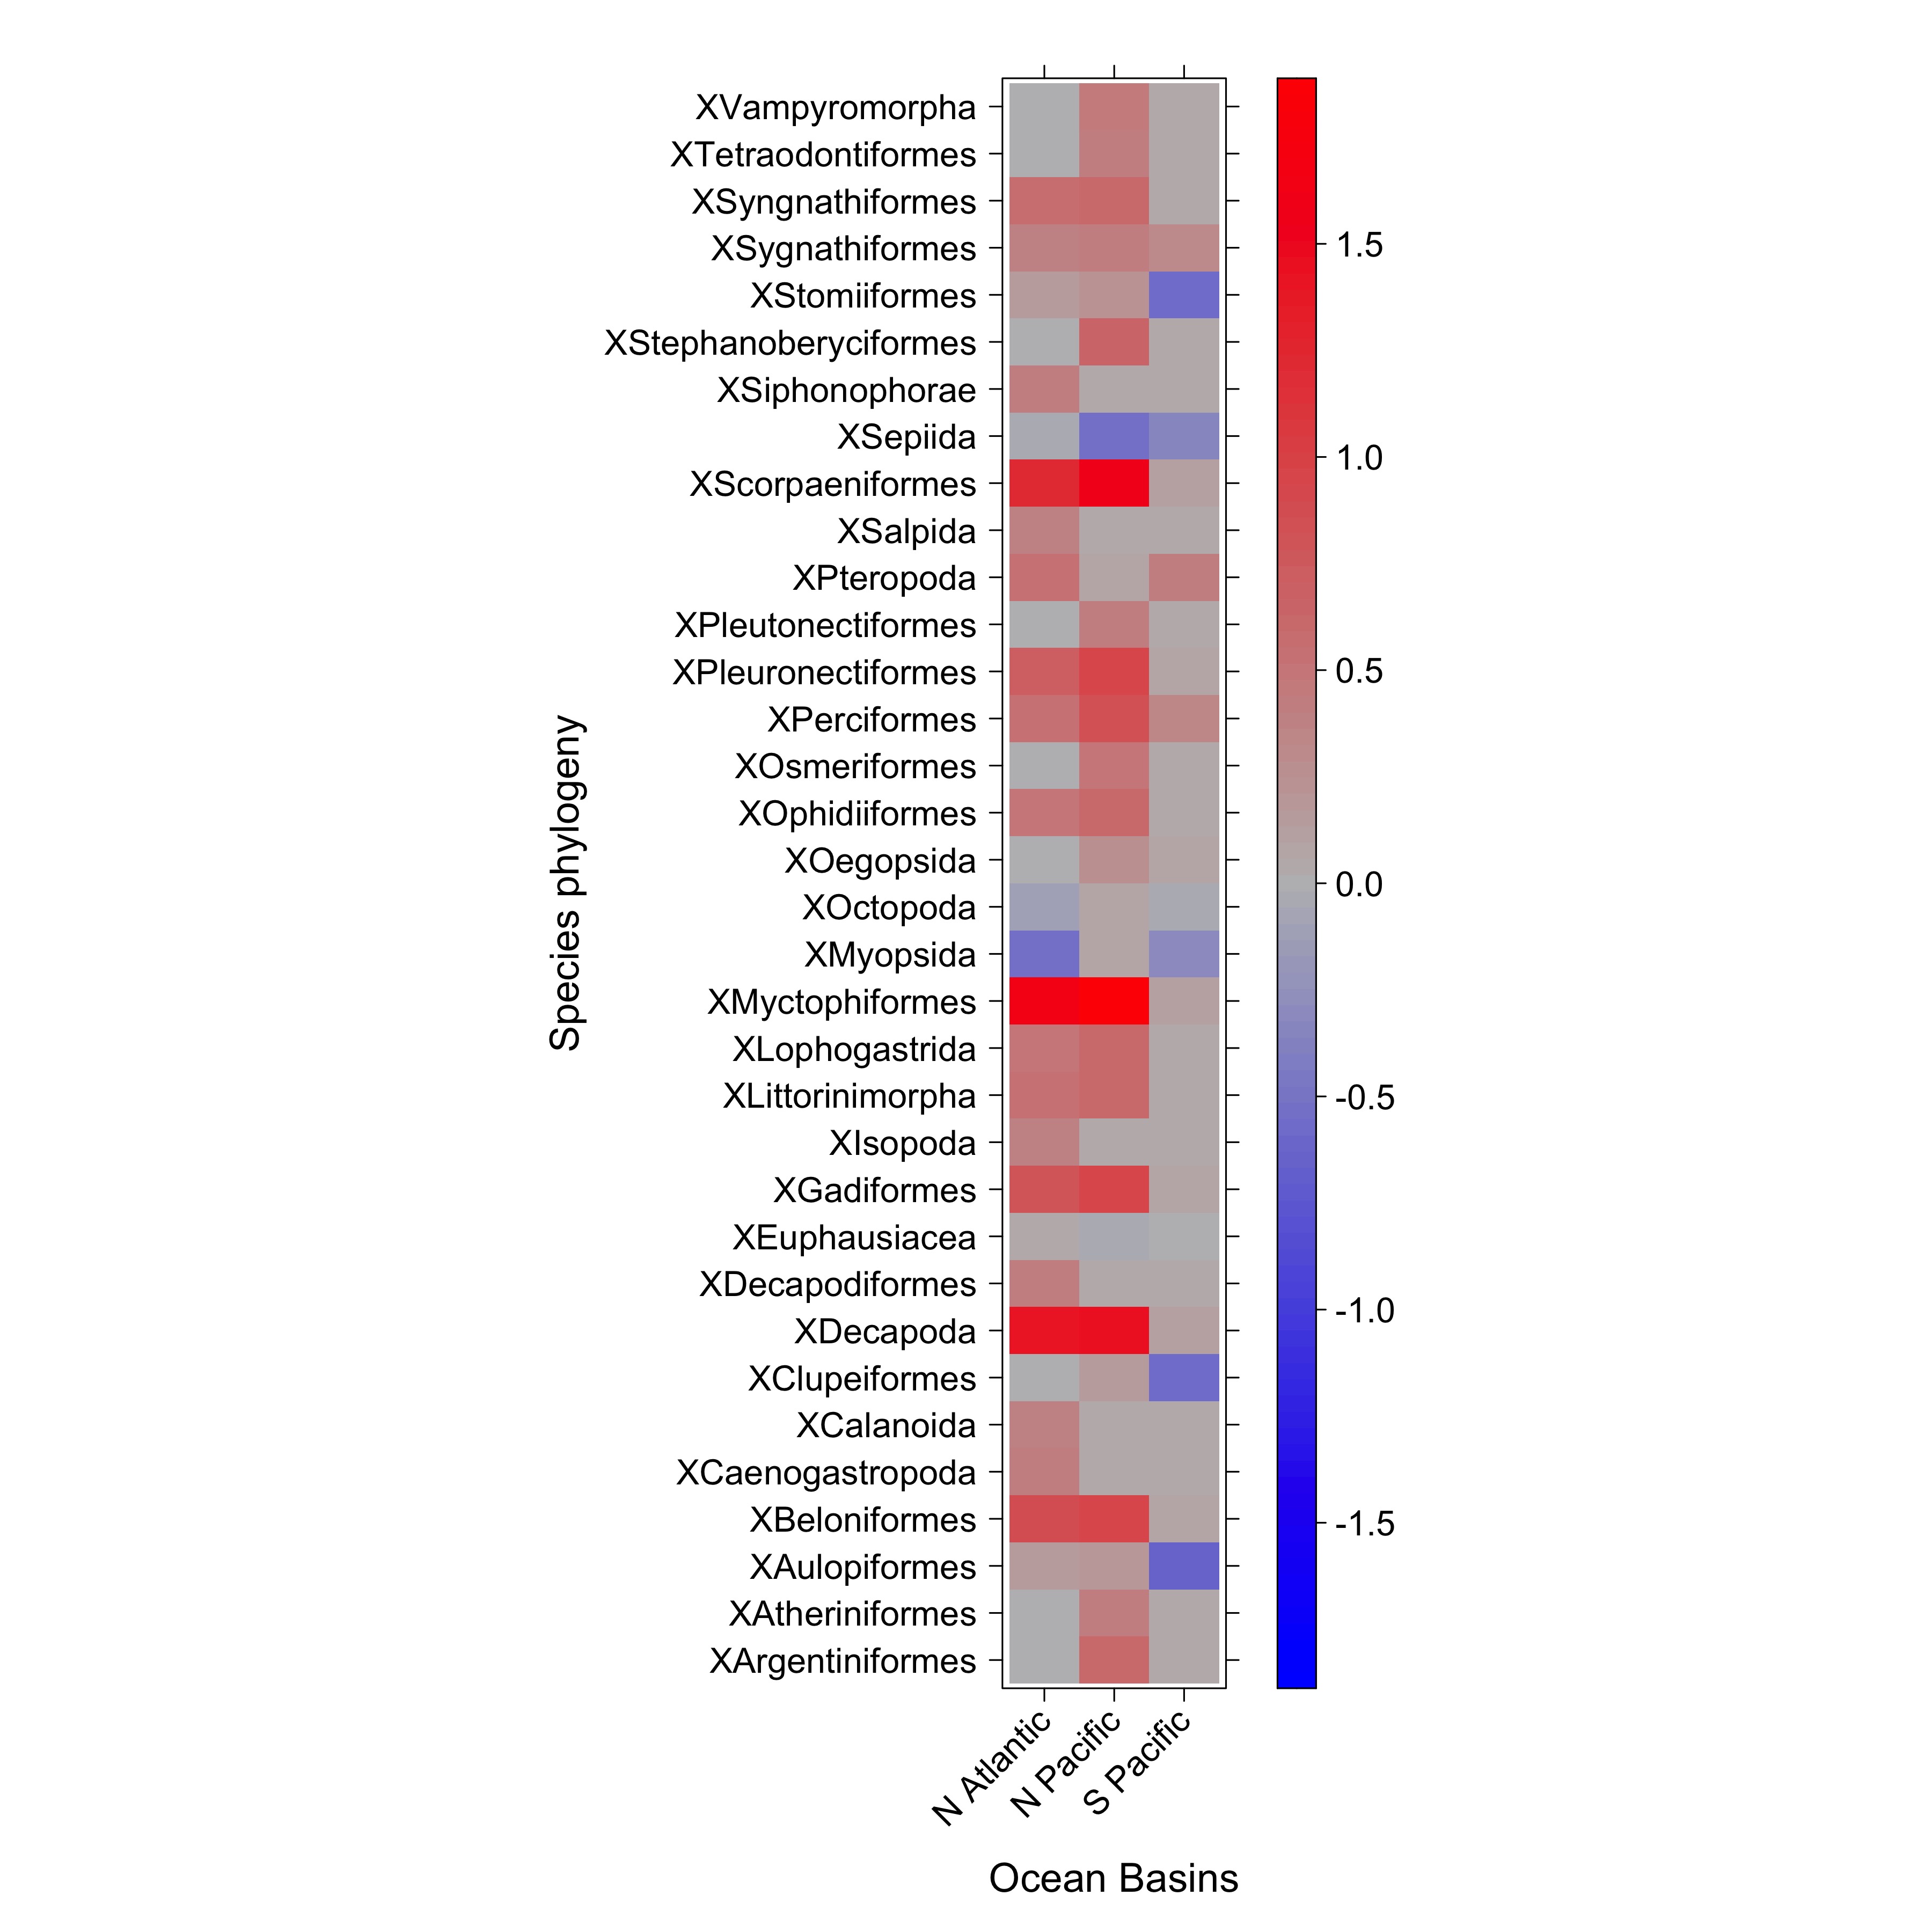 XVampyromorpha
XTetraodontiformes
XSyngnathiformes
XSygnathiformes
XStomiiformes
XStephanoberyciformes
XSiphonophorae
XSepiida
XScorpaeniformes
XSalpida
XPteropoda
XPleutonectiformes
XPleuronectiformes
XPerciformes
XOsmeriformes
XOphidiiformes
XOegopsida
XOctopoda
XMyopsida
XMyctophiformes
XLophogastrida
XLittorinimorpha
XIsopoda
XGadiformes
XEuphausiacea
XDecapodiformes
XDecapoda
XClupeiformes
XCalanoida
XCaenogastropoda
XBeloniformes
XAulopiformes
XAtheriniformes
XArgentiniformes
Species phylogeny
N Atlantic
N Pacific
S Pacific
Ocean Basins
1.5
1.0
0.5
0.0
-0.5
-1.0
-1.5